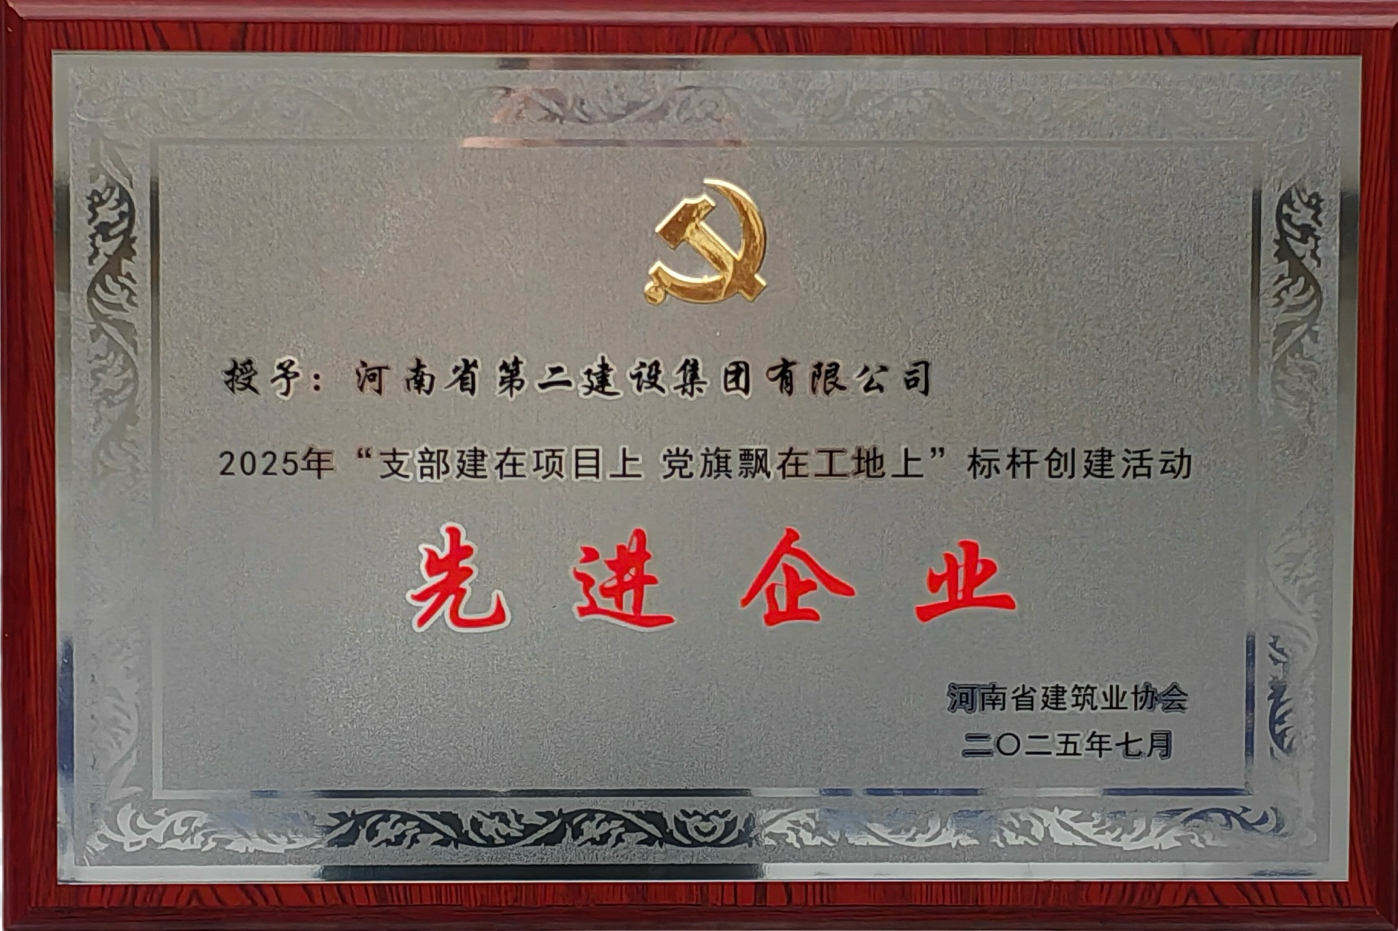 授予：河南省第二建设集团有限公司
2025年“支部建在项目上 党旗飘在工地上”标杆创建活动
先进企业
河南省建筑业协会
二〇二五年七月